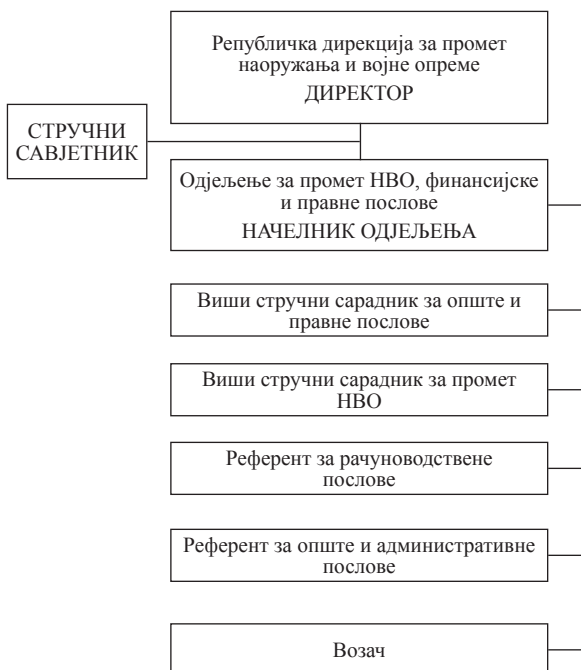 Републичка дирекција за промет
наоружања и војне опреме
ДИРЕКТОР
СТРУЧНИ
САВЈЕТНИК
Одјељење за промет НВО, финансијске
и правне послове
НАЧЕЛНИК ОДЈЕЉЕЊА
Виши стручни сарадник за опште и
правне послове
Виши стручни сарадник за промет
НВО
Референт за рачуноводствене
послове
Референт за опште и административне
послове
Возач